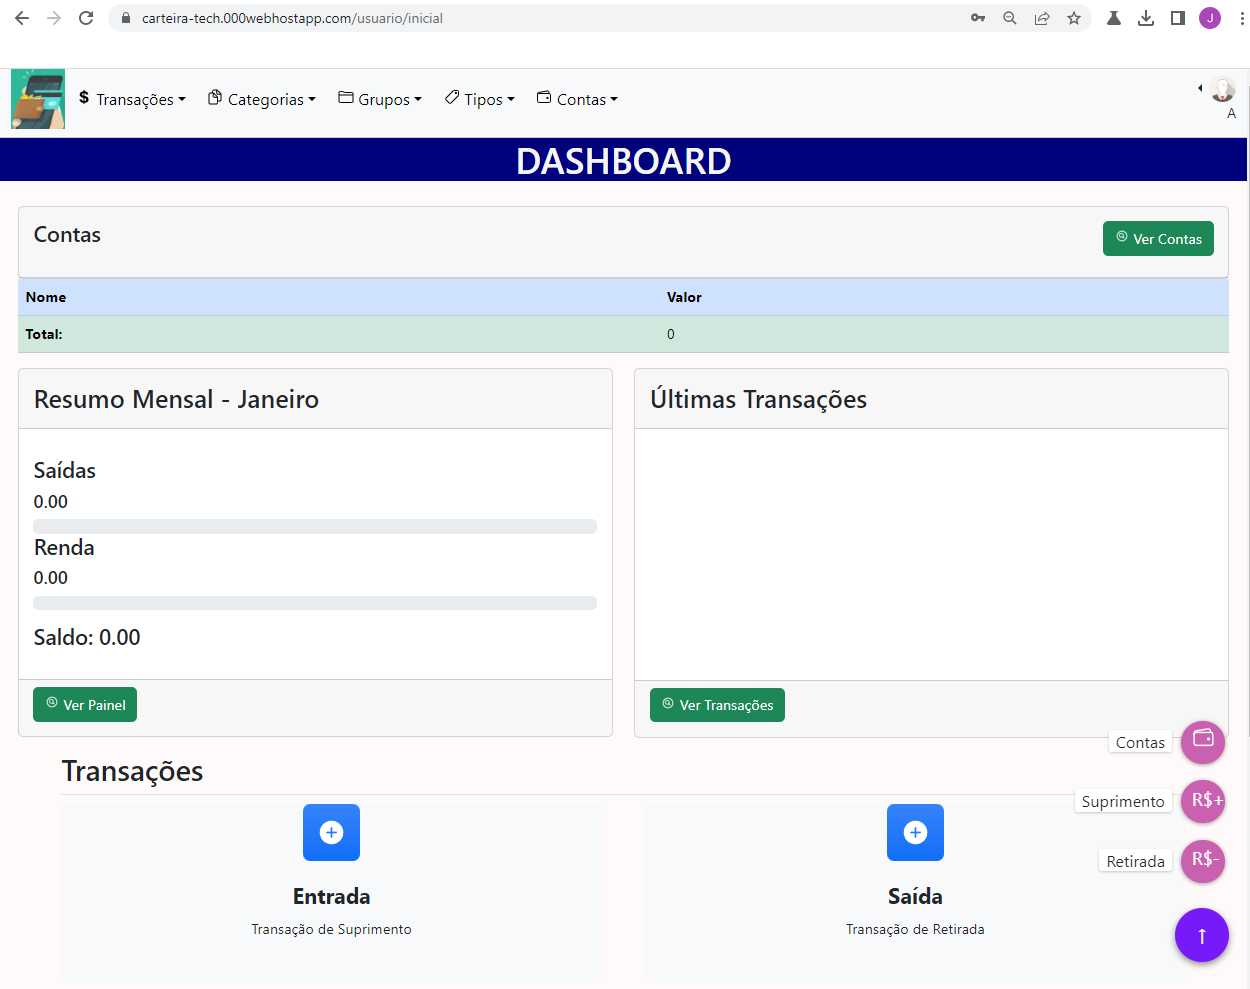 carteira-tech.000webhostapp.com/usuario/inicial
J
$ Transações Categorias Grupos Tipos Contas
A
DASHBOARD
Contas
Ver Contas
Nome Valor
Total: 0
Resumo Mensal - Janeiro
Saídas
0.00
Renda
0.00
Saldo: 0.00
Ver Painel
Últimas Transações
Ver Transações
Contas
Suprimento R$+
Retirada R$-
Transações
Entrada
Transação de Suprimento
Saída
Transação de Retirada